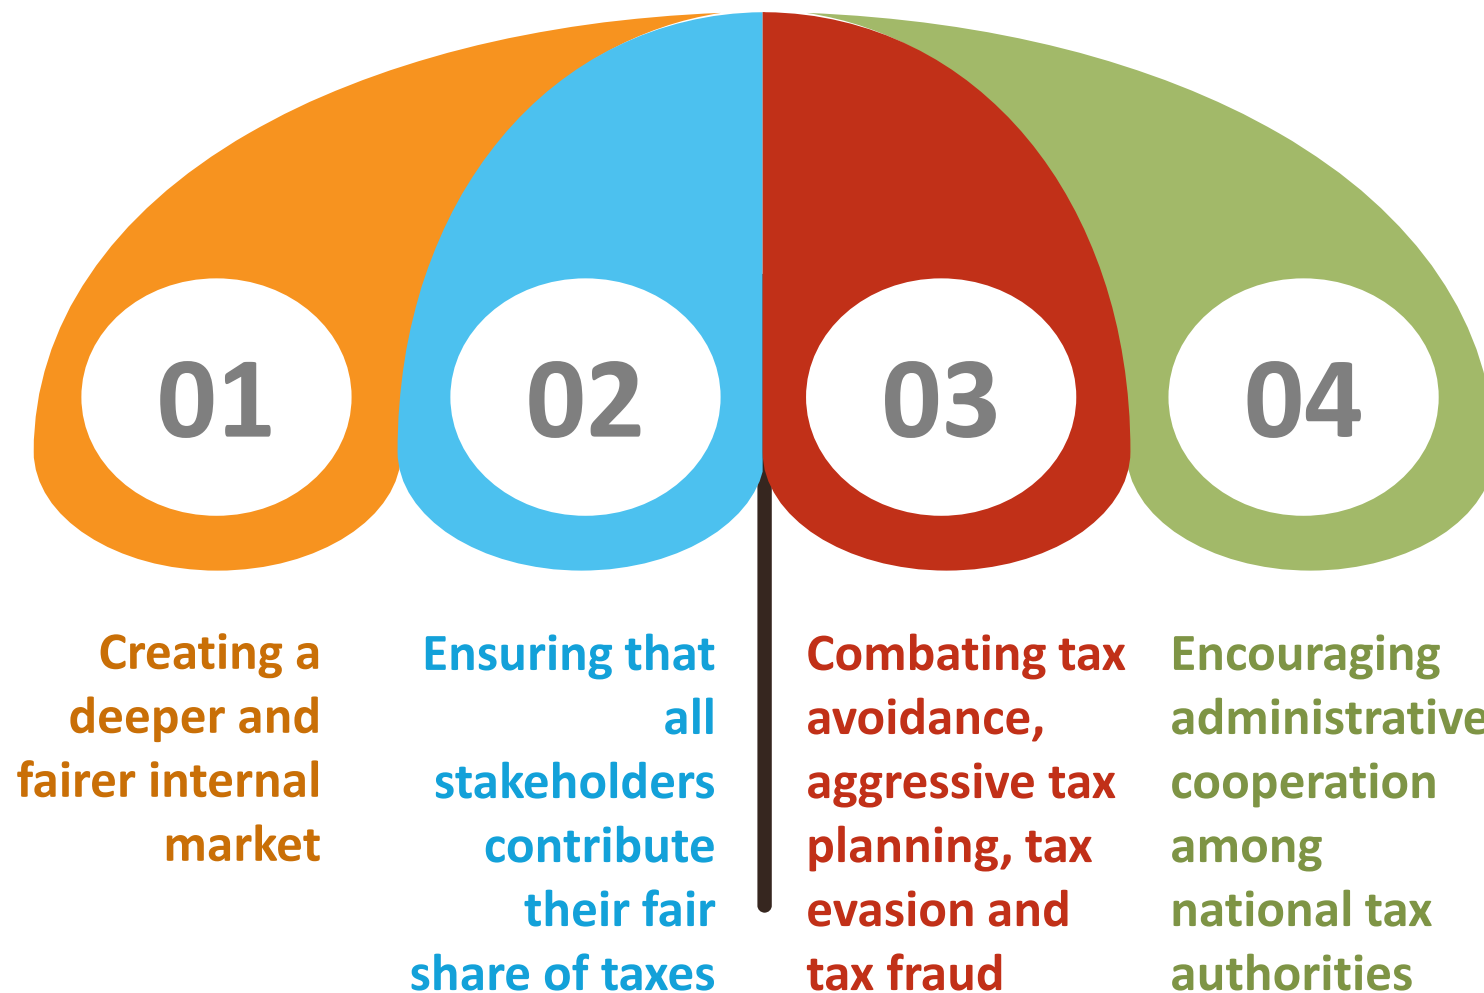 01
02
03
04
Creating a
deeper and
fairer internal
market
Ensuring that
all
stakeholders
contribute
their fair
share of taxes
Combating tax
avoidance,
aggressive tax
planning, tax
evasion and
tax fraud
Encouraging
administrative
cooperation
among
national tax
authorities